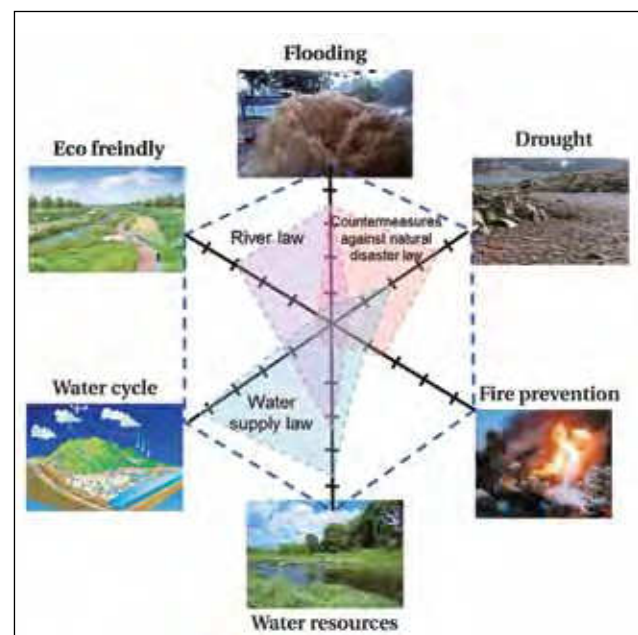 Flooding
Eco freindly
Drought
River law
Countermeasures
against natural
disaster law
Water cycle
Water
supply law
Fire prevention
Water resources